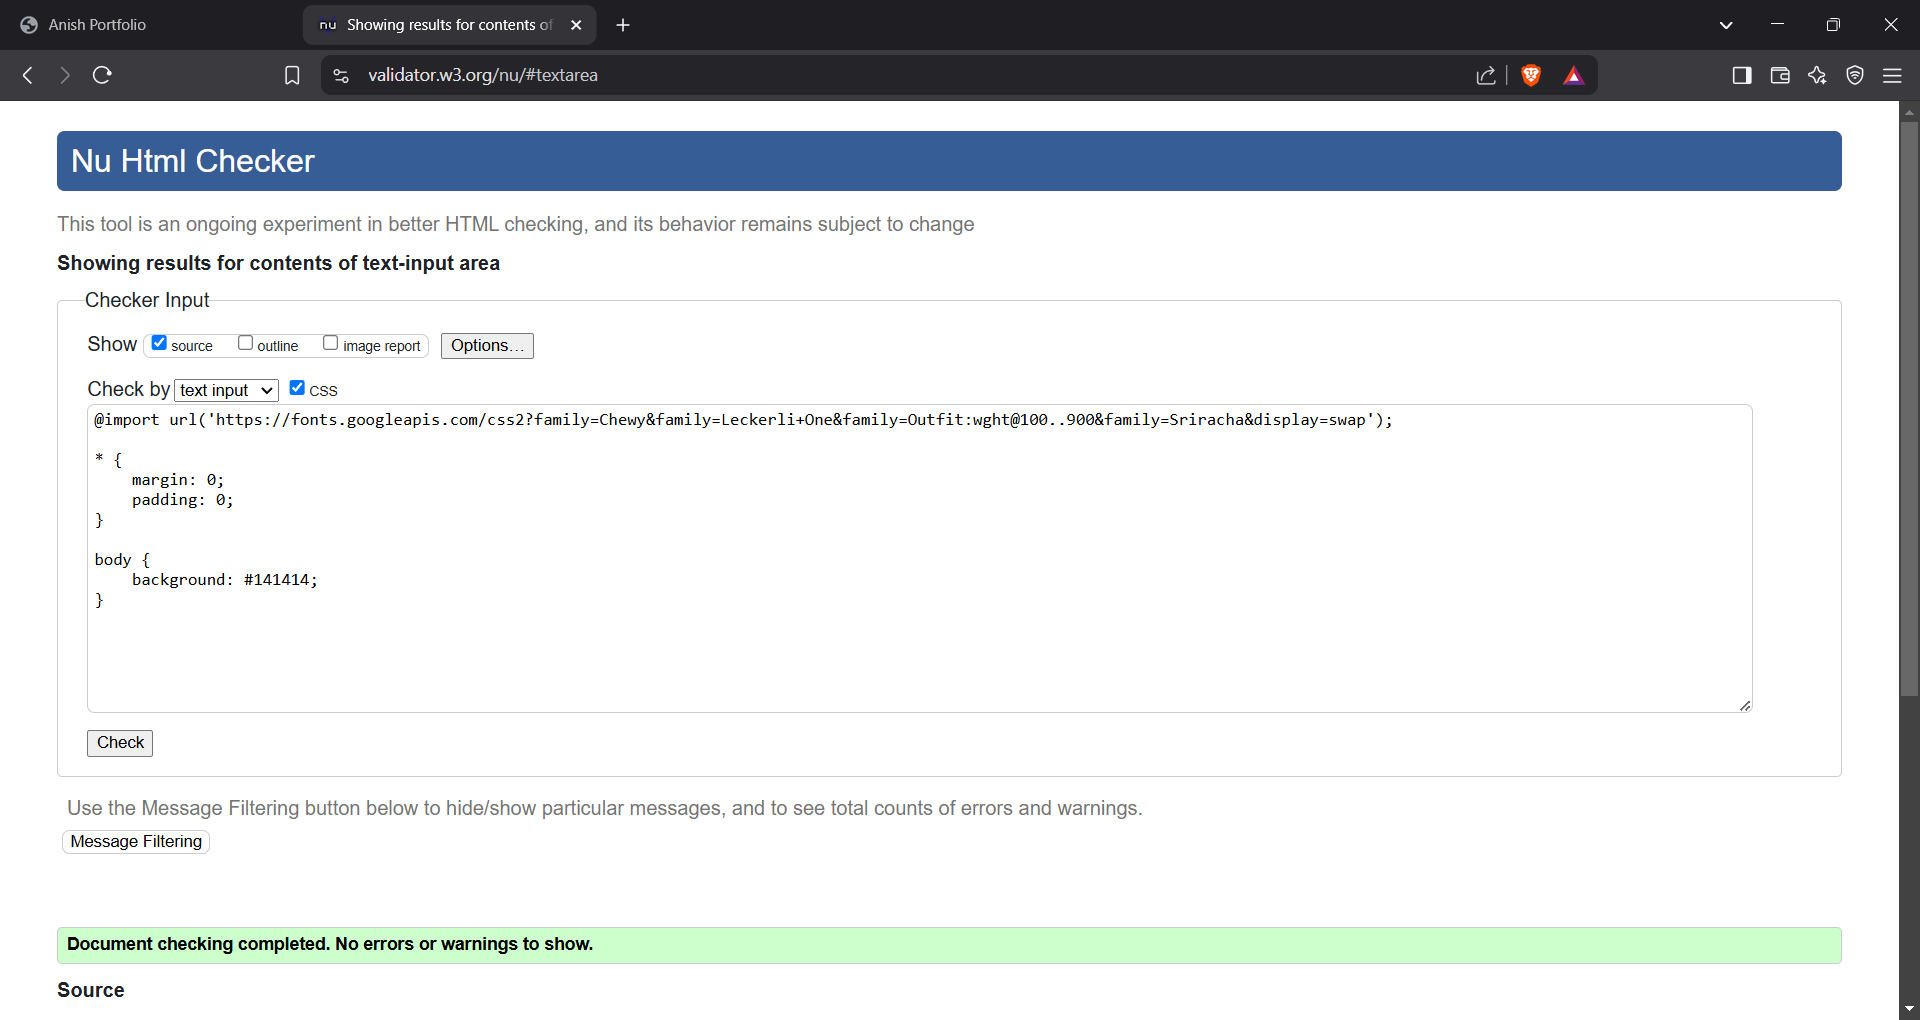 Anish Portfolio
nu Showing results for contents of
validator.w3.org/nu/#textarea
Nu Html Checker
This tool is an ongoing experiment in better HTML checking, and its behavior remains subject to change
Showing results for contents of text-input area
Checker Input
Show source outline image report Options...
Check by text input CSS
@import url('https://fonts.googleapis.com/css2?family=Chewy&family=Leckerli+One&family=Outfit:wght@100..900&family=Sriracha&display=swap');
* {
margin: 0;
padding: 0;
}
body {
background: #141414;
}
Check
Use the Message Filtering button below to hide/show particular messages, and to see total counts of errors and warnings.
Message Filtering
Document checking completed. No errors or warnings to show.
Source